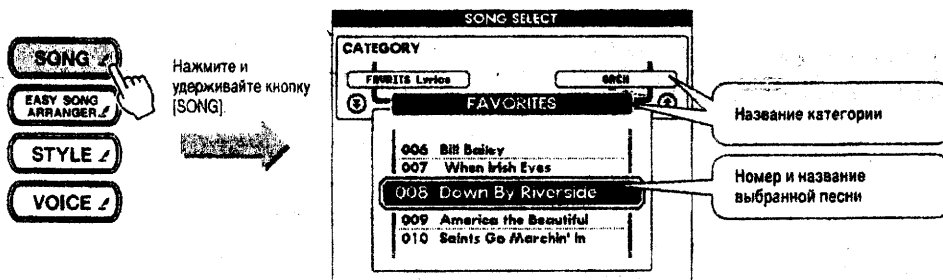 SONG
EASY SONG
ARRANGER
STYLE
VOICE
Нажмите и
удерживайте кнопку
[SONG].
SONG SELECT
CATEGORY
FAVORITES
006 Bill Bailey
007 When Irish Eyes
008 Down By Riverside
009 America the Beautiful
010 Saints Go Marchin' In
Название категории
Номер и название
выбранной песни